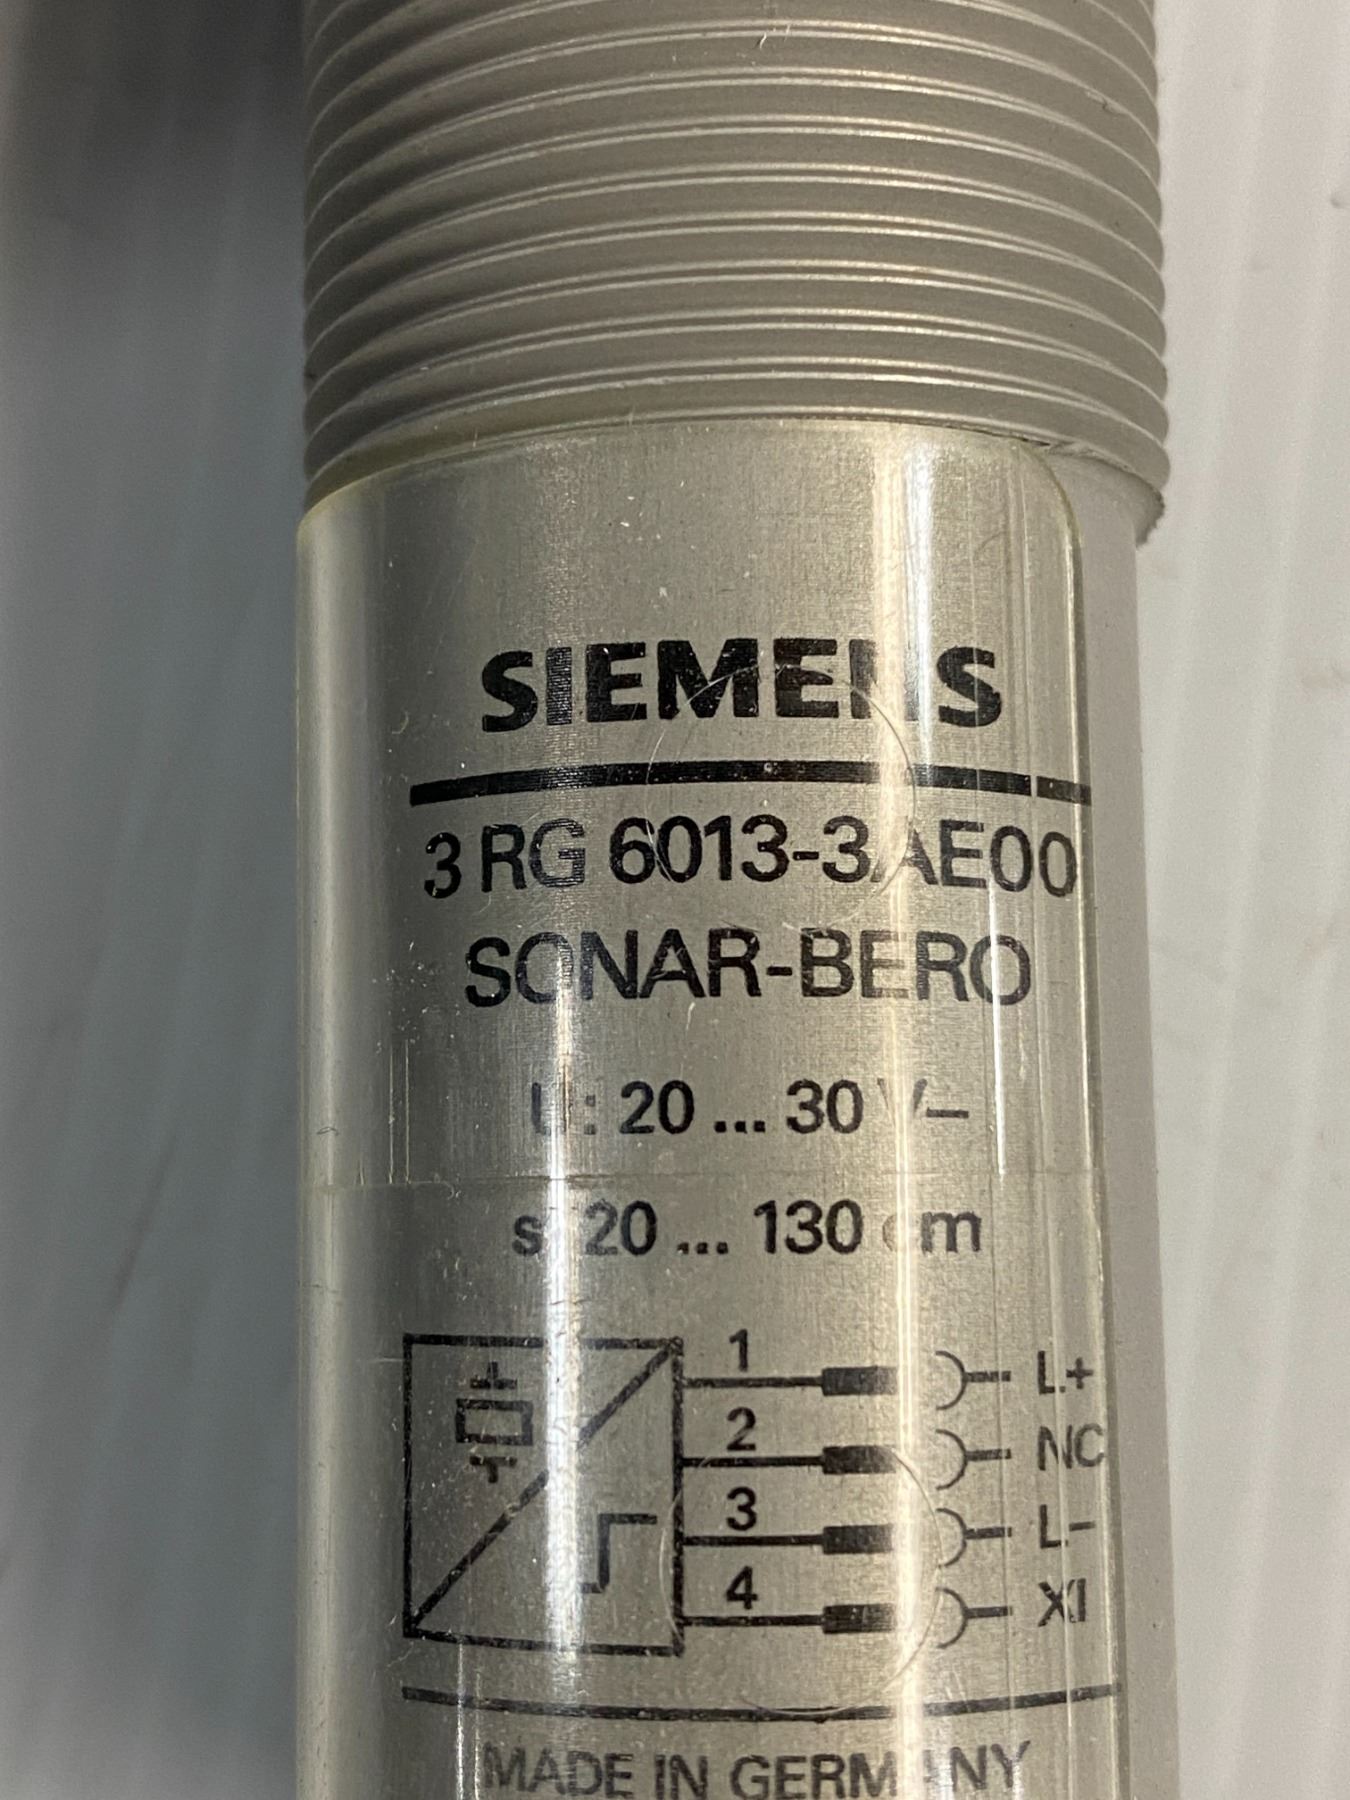 SIEMENS
3 RG 6013-3AE00
SONAR-BERO
U: 20 ... 30 V–
s: 20 ... 130 cm
1 L+
2 NC
3 L–
4 XI
MADE IN GERMANY